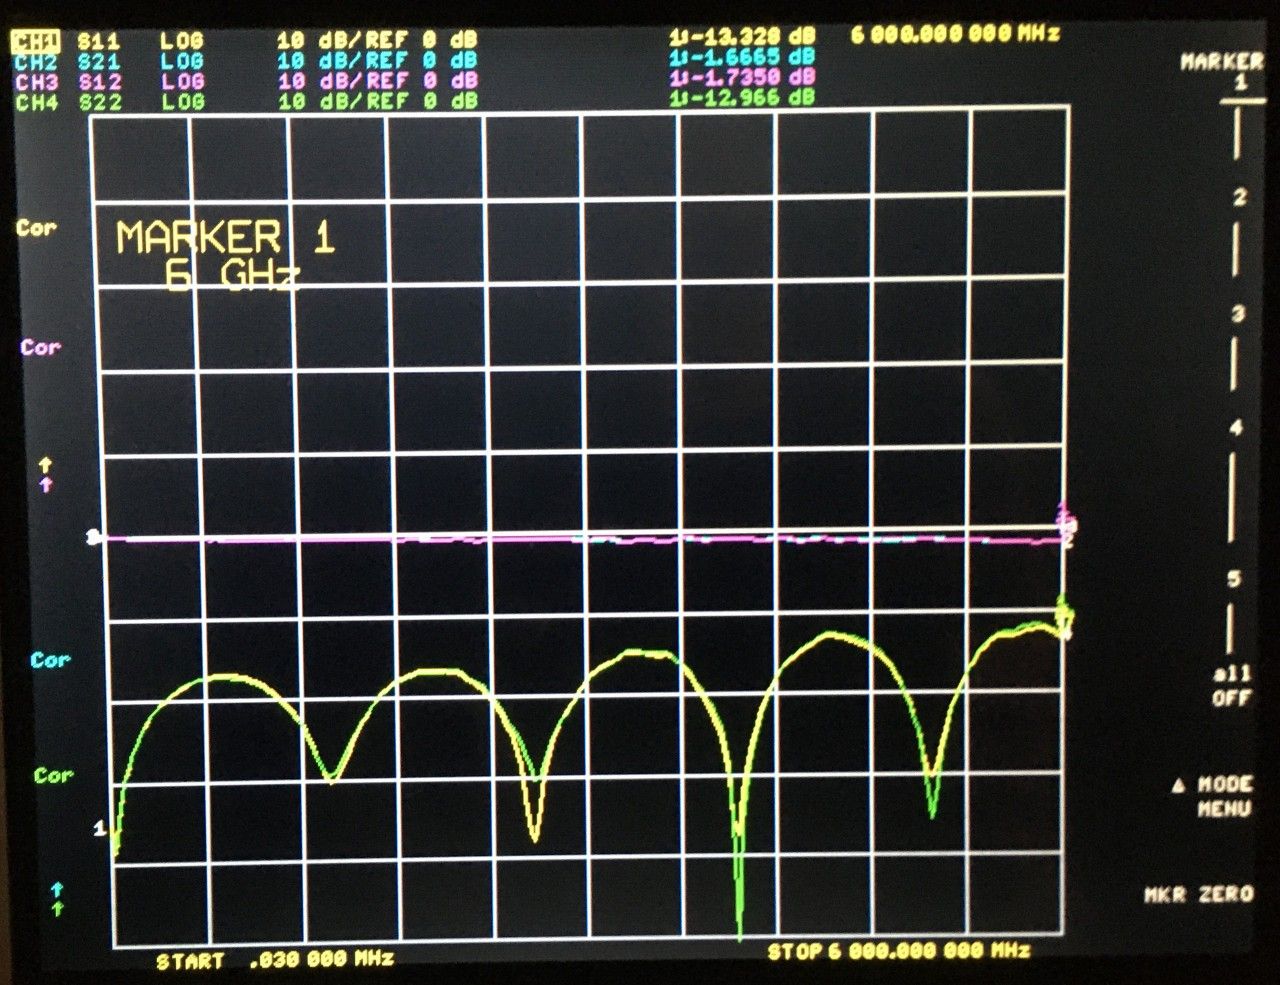 CH1 S11 LOG 10 dB/REF 0 dB 1:-13.320 dB 6 000.000 000 MHz
CH2 S21 LOG 10 dB/REF 0 dB 1:-1.6665 dB
CH3 S12 LOG 10 dB/REF 0 dB 1:-1.7350 dB
CH4 S22 LOG 10 dB/REF 0 dB 1:-12.966 dB
MARKER
1
2
3
4
5
all
OFF
▲ MODE
MENU
MKR ZERO
Cor
MARKER 1
6 GHz
Cor
↑
↑
Cor
Cor
1
↑
↑
START .030 000 MHz STOP 6 000.000 000 MHz